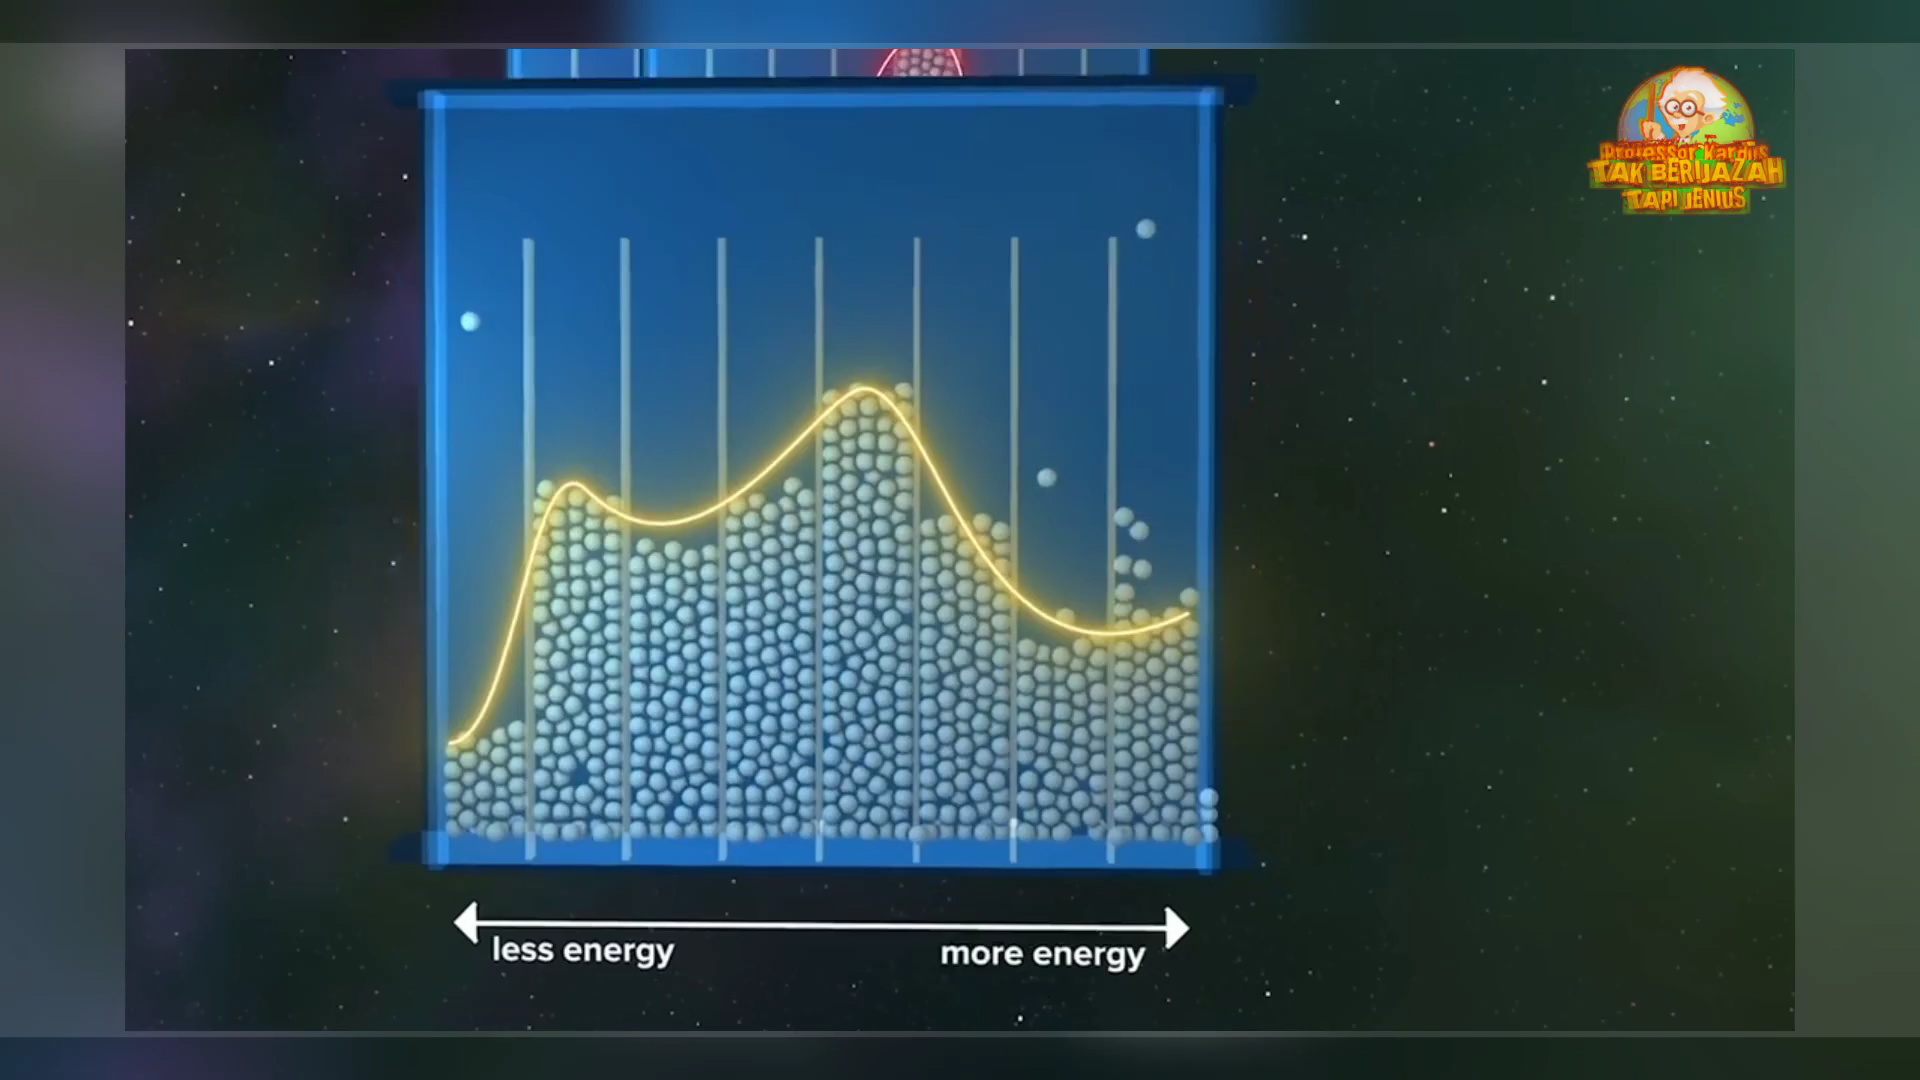 Professor Kardus
TAK BERIJAZAH
TAPI JENIUS
less energy
more energy